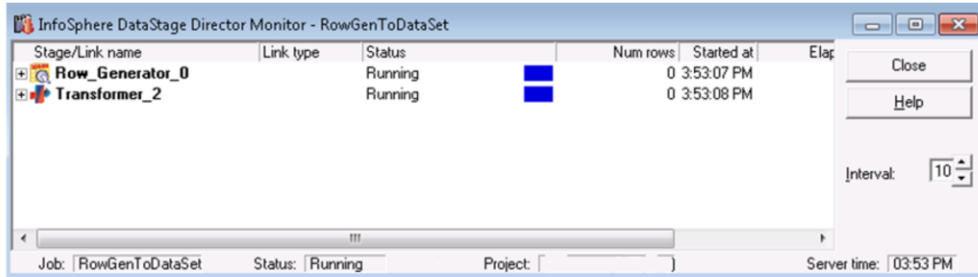 InfoSphere DataStage Director Monitor - RowGenToDataSet
Stage/Link name Link type Status Num rows Started at Elap
Row_Generator_0 Running 0 3:53:07 PM
Transformer_2 Running 0 3:53:08 PM
Close
Help
Interval: 10
Job: RowGenToDataSet Status: Running Project: Server time: 03:53 PM